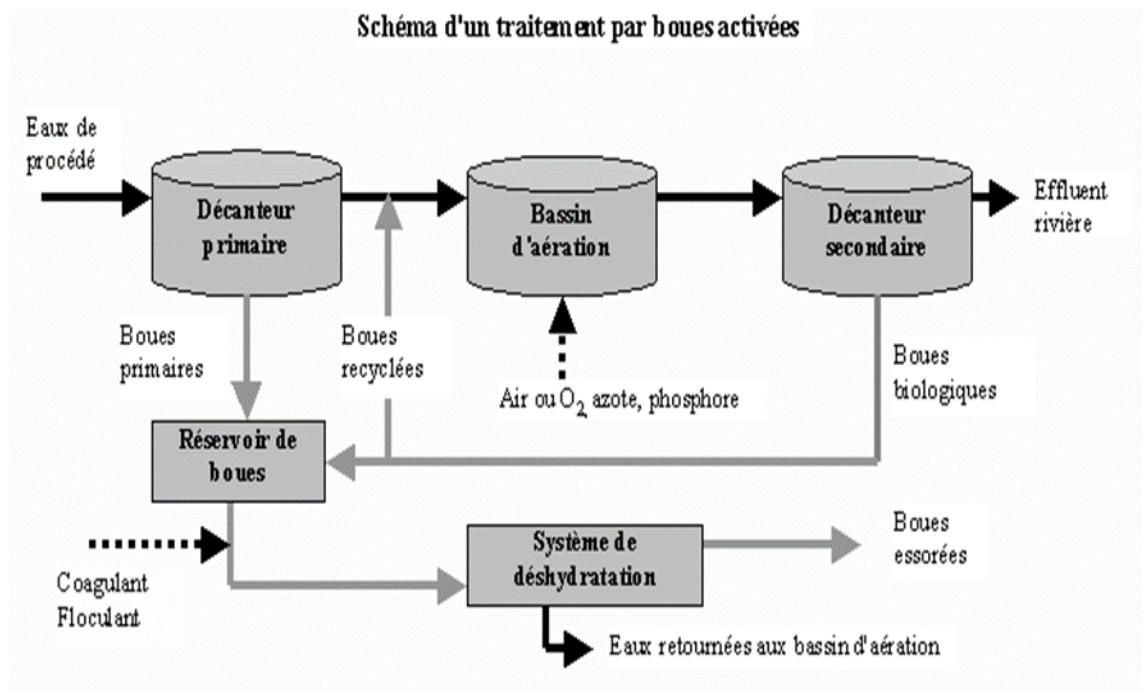 Schéma d'un traitement par boues activées
Eaux de
procédé
Décanteur
primaire
Bassin
d'aération
Décanteur
secondaire
Effluent
rivière
Boues
primaires
Boues
recyclées
Air ou O2, azote, phosphore
Boues
biologiques
Réservoir de
boues
Coagulant
Floculant
Système de
déshydratation
Boues
essorées
Eaux retournées aux bassin d'aération